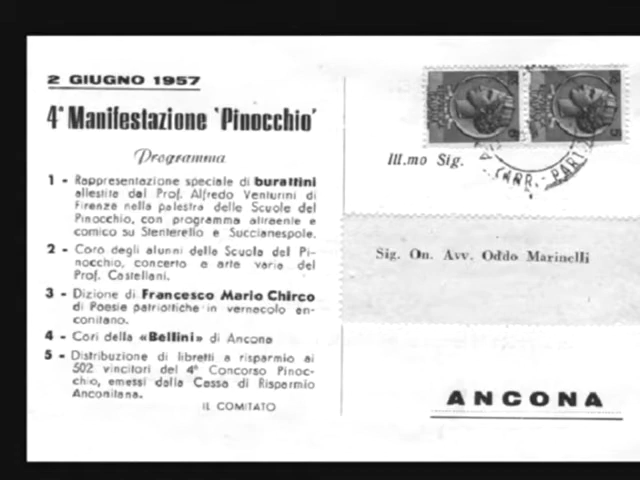 2 GIUGNO 1957
4ª Manifestazione 'Pinocchio'
Programma
1 - Rappresentazione speciale di burattini
allestita dal Prof. Alfredo Venturini di
Firenze nella palestra delle Scuole del
Pinocchio, con programma attraente e
comico su Stenterello e Succianespole.
2 - Coro degli alunni della Scuola del Pi-
nocchio, concerto e arte varia del
Prof. Castellani.
3 - Dizione di Francesco Mario Chirco
di Poesie patriottiche in vernacolo an-
conitano.
4 - Cori della «Bellini» di Ancona
5 - Distribuzione di libretti a risparmio ai
502 vincitori del 4º Concorso Pinoc-
chio, emessi dalla Cassa di Risparmio
Anconitana.
IL COMITATO
Ill.mo Sig.
Sig. On. Avv. Oddo Marinelli
ANCONA